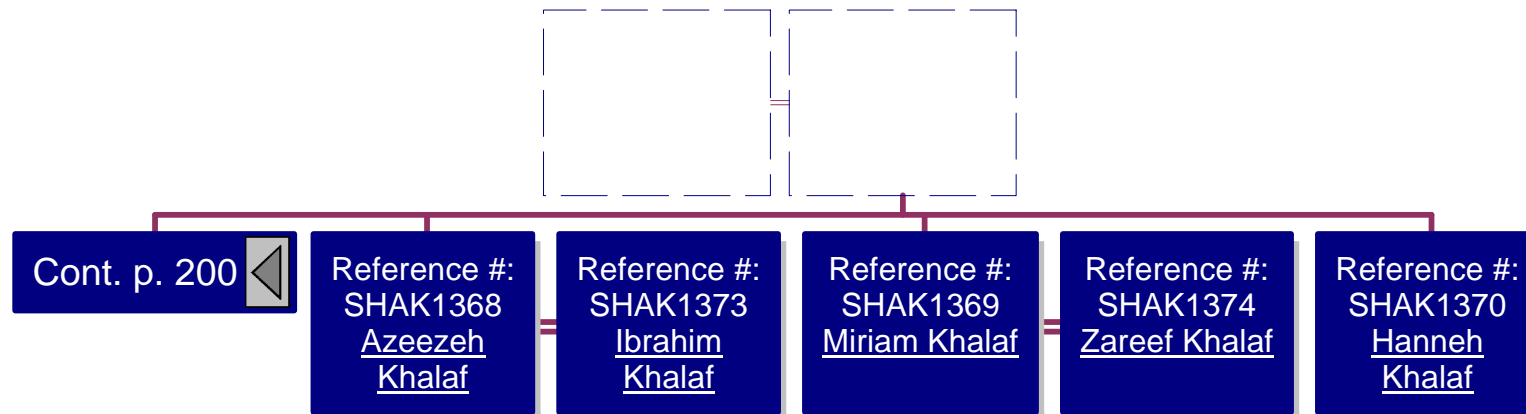 Cont. p. 200
Reference #:
SHAK1368
Azeezeh
Khalaf
Reference #:
SHAK1373
Ibrahim
Khalaf
Reference #:
SHAK1369
Miriam Khalaf
Reference #:
SHAK1374
Zareef Khalaf
Reference #:
SHAK1370
Hanneh
Khalaf